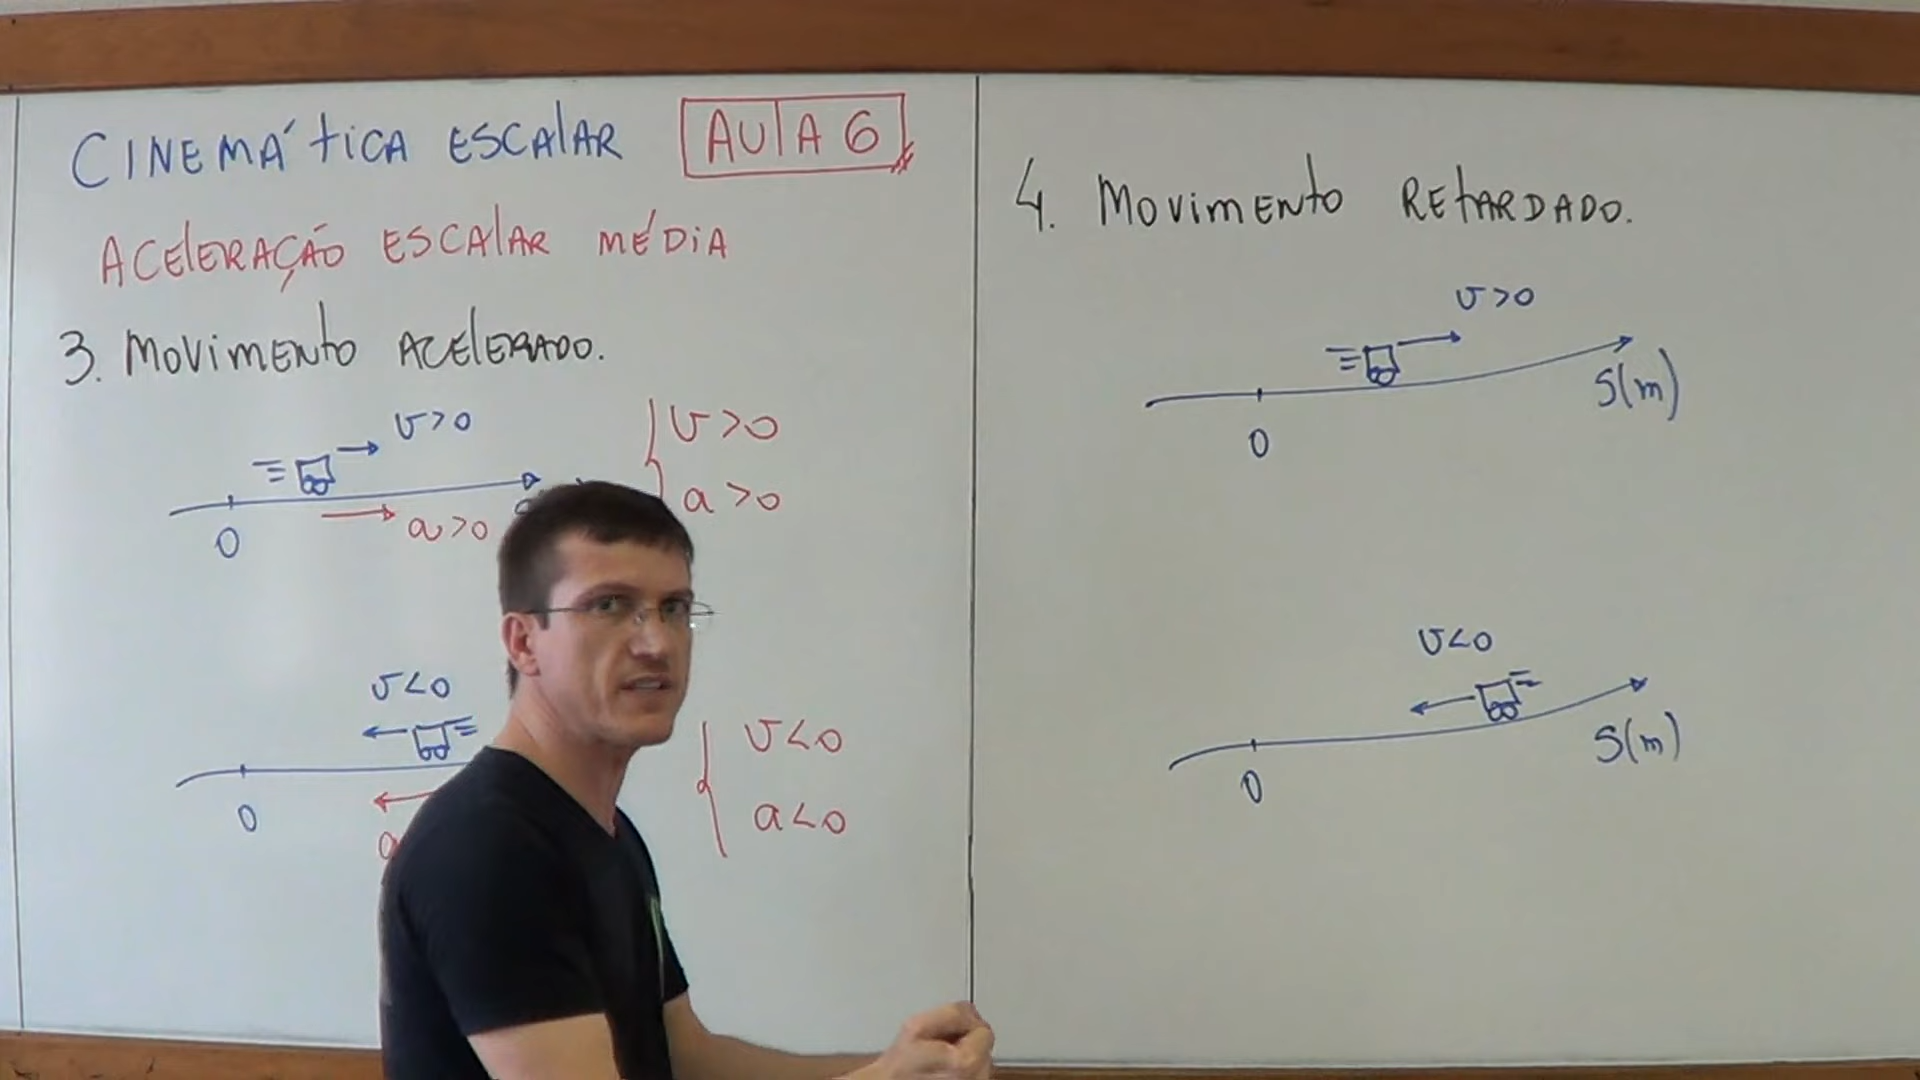 CINEMÁTICA ESCALAR AULA 6
ACELERAÇÃO ESCALAR MÉDIA
3. MOVIMENTO ACELERADO.
v>0
0
a>0
v>0
a>0
v<0
0
a
v<0
a<0
4. MOVIMENTO RETARDADO.
v>0
S(m)
0
v<0
S(m)
0